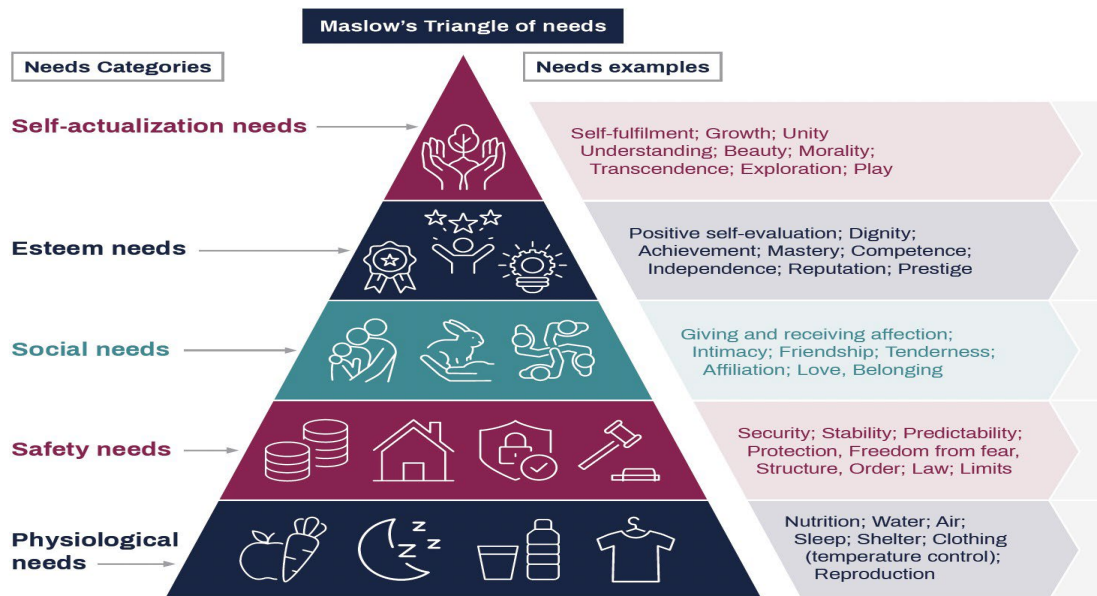 Maslow's Triangle of needs
Needs Categories
Needs examples
Self-actualization needs
Self-fulfilment; Growth; Unity
Understanding; Beauty; Morality;
Transcendence; Exploration; Play
Esteem needs
Positive self-evaluation; Dignity;
Achievement; Mastery; Competence;
Independence; Reputation; Prestige
Social needs
Giving and receiving affection;
Intimacy; Friendship; Tenderness;
Affiliation; Love, Belonging
Safety needs
Security; Stability; Predictability;
Protection, Freedom from fear,
Structure, Order; Law; Limits
Physiological
needs
z
z
z
z
Nutrition; Water; Air;
Sleep; Shelter; Clothing
(temperature control);
Reproduction